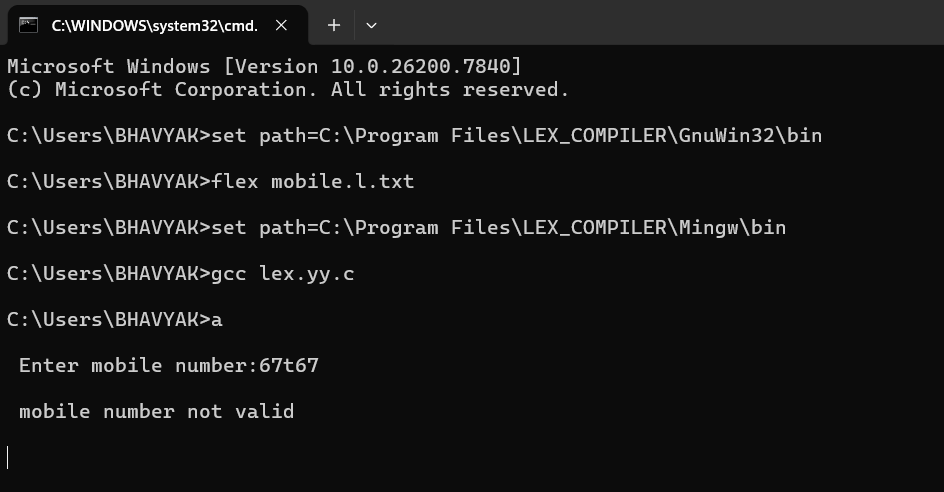 C:\WINDOWS\system32\cmd.
Microsoft Windows [Version 10.0.26200.7840]
(c) Microsoft Corporation. All rights reserved.
C:\Users\BHAVYAK>set path=C:\Program Files\LEX_COMPILER\GnuWin32\bin
C:\Users\BHAVYAK>flex mobile.l.txt
C:\Users\BHAVYAK>set path=C:\Program Files\LEX_COMPILER\Mingw\bin
C:\Users\BHAVYAK>gcc lex.yy.c
C:\Users\BHAVYAK>a
Enter mobile number:67t67
mobile number not valid